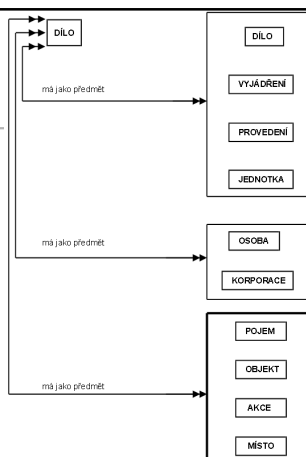 DÍLO
DÍLO
má jako předmět
VYJÁDŘENÍ
PROVEDENÍ
JEDNOTKA
má jako předmět
OSOBA
KORPORACE
POJEM
OBJEKT
má jako předmět
AKCE
MÍSTO